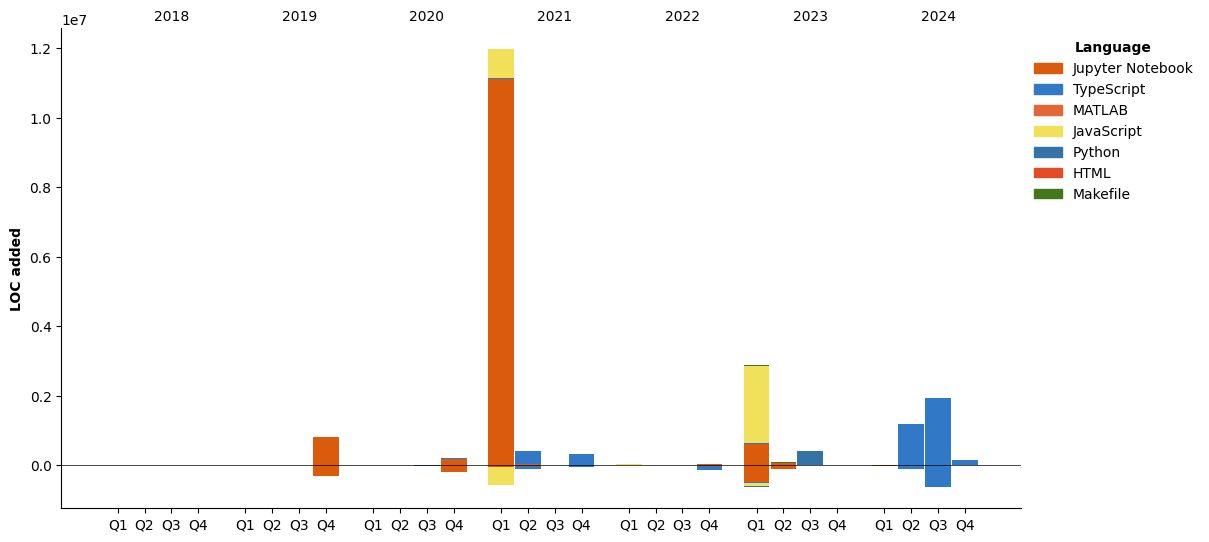 1e7
2018 2019 2020 2021 2022 2023 2024
1.2
1.0
0.8
0.6
0.4
0.2
0.0
LOC added
Q1 Q2 Q3 Q4 Q1 Q2 Q3 Q4 Q1 Q2 Q3 Q4 Q1 Q2 Q3 Q4 Q1 Q2 Q3 Q4 Q1 Q2 Q3 Q4 Q1 Q2 Q3 Q4
Language
Jupyter Notebook
TypeScript
MATLAB
JavaScript
Python
HTML
Makefile